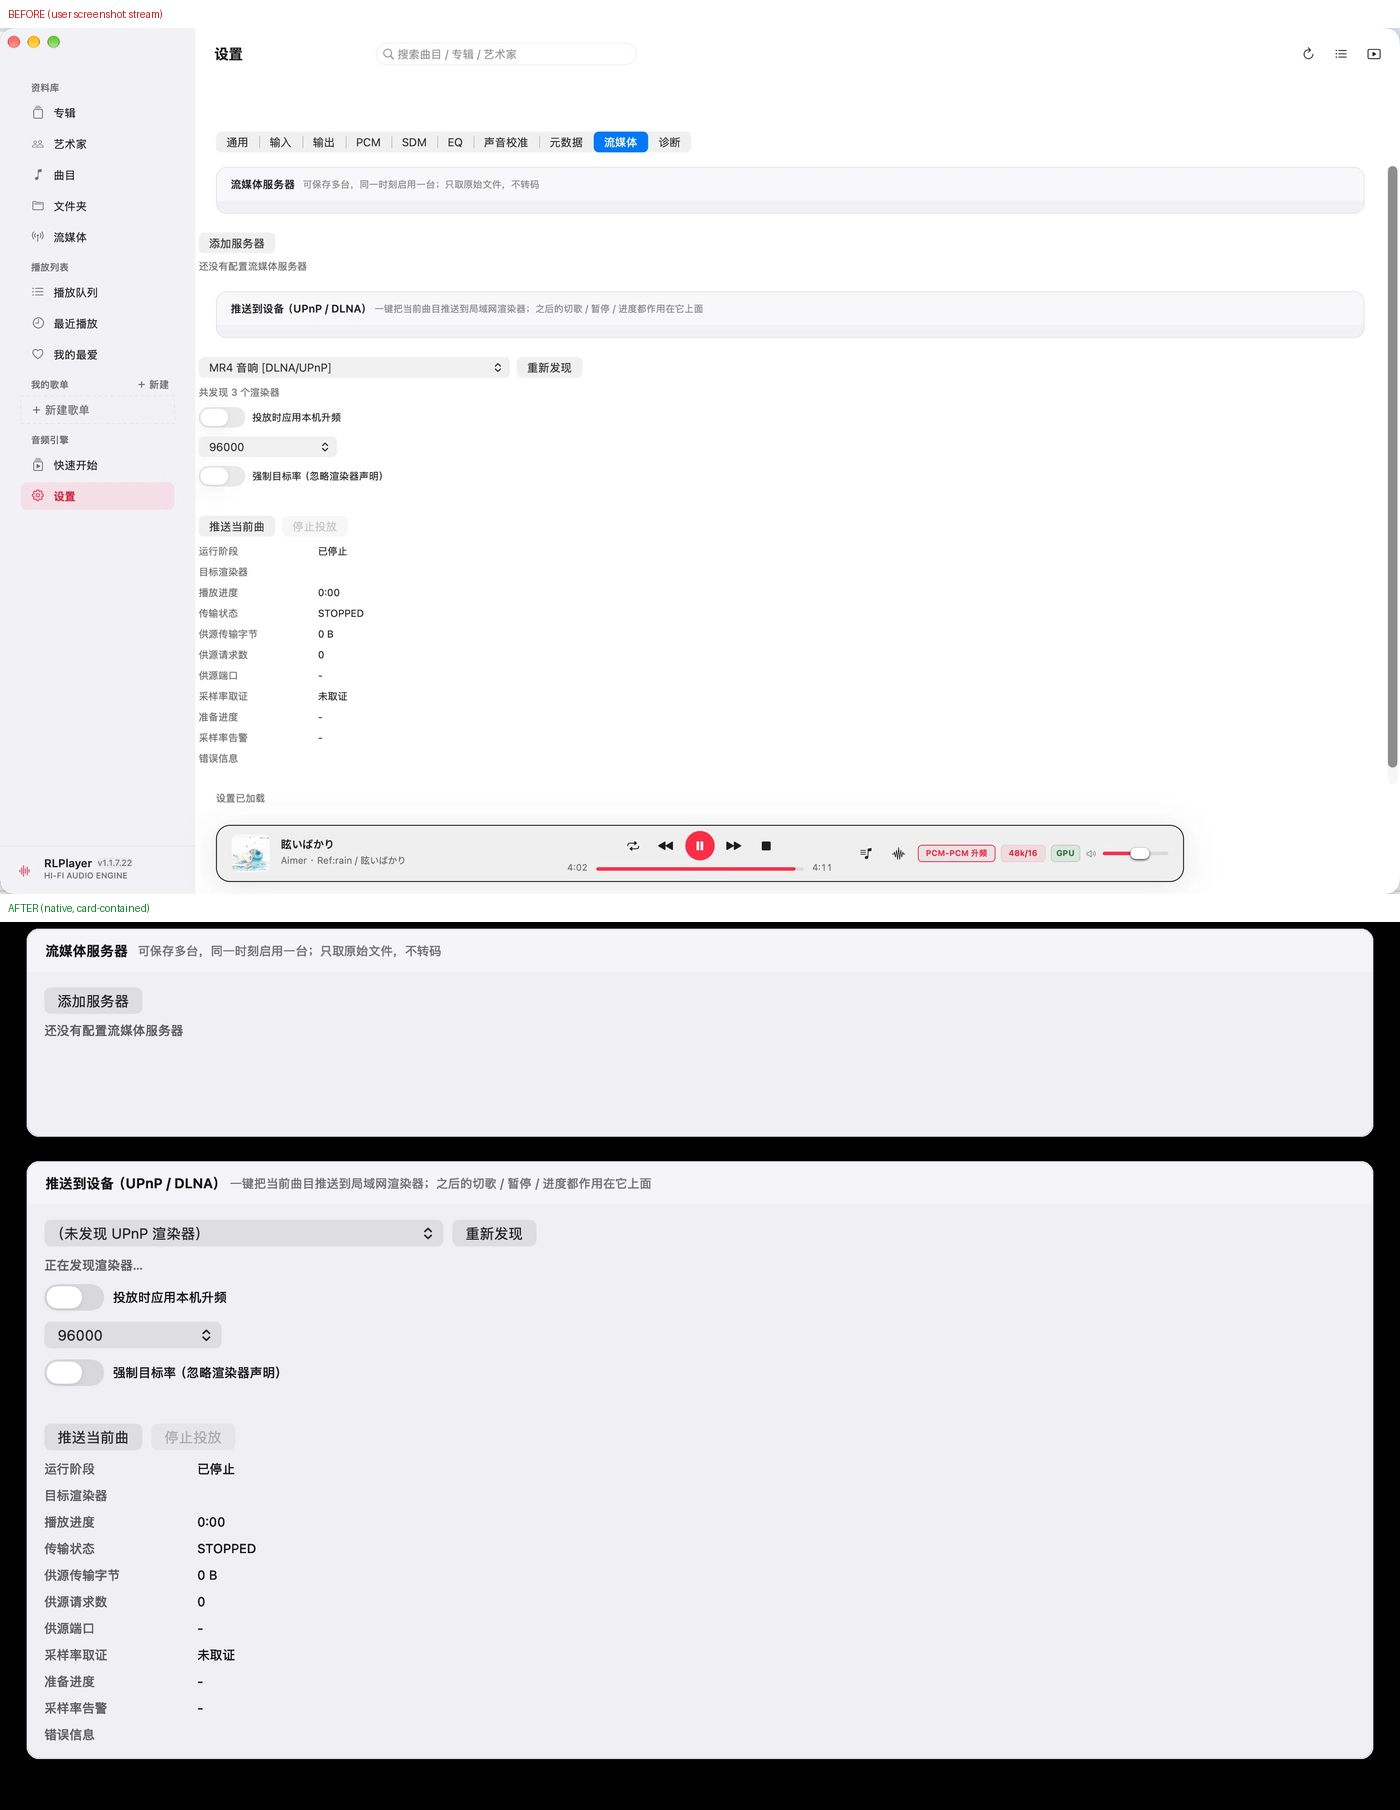 BEFORE (user screenshot stream)
设置
搜索曲目 / 专辑 / 艺术家
资料库
专辑
艺术家
曲目
文件夹
流媒体
播放列表
播放队列
最近播放
我的最爱
我的歌单
+ 新建
+ 新建歌单
音频引擎
快速开始
设置
RLPlayer v1.1.7.22
HI-FI AUDIO ENGINE
通用 输入 输出 PCM SDM EQ 声音校准 元数据 流媒体 诊断
流媒体服务器 可保存多台，同一时刻启用一台；只取原始文件，不转码
添加服务器
还没有配置流媒体服务器
推送到设备（UPnP / DLNA） 一键把当前曲目推送到局域网渲染器；之后的切歌 / 暂停 / 进度都作用在它上面
MR4 音响 [DLNA/UPnP] 重新发现
共发现 3 个渲染器
投放时应用本机升频
96000
强制目标率（忽略渲染器声明）
推送当前曲 停止投放
运行阶段 已停止
目标渲染器
播放进度 0:00
传输状态 STOPPED
供源传输字节 0 B
供源请求数 0
供源端口 -
采样率取证 未取证
准备进度 -
采样率告警 -
错误信息
设置已加载
眩いばかり
Aimer · Ref:rain / 眩いばかり
4:02 4:11
PCM-PCM 升频 48k/16 GPU
AFTER (native, card-contained)
流媒体服务器 可保存多台，同一时刻启用一台；只取原始文件，不转码
添加服务器
还没有配置流媒体服务器
推送到设备（UPnP / DLNA） 一键把当前曲目推送到局域网渲染器；之后的切歌 / 暂停 / 进度都作用在它上面
（未发现 UPnP 渲染器） 重新发现
正在发现渲染器...
投放时应用本机升频
96000
强制目标率（忽略渲染器声明）
推送当前曲 停止投放
运行阶段 已停止
目标渲染器
播放进度 0:00
传输状态 STOPPED
供源传输字节 0 B
供源请求数 0
供源端口 -
采样率取证 未取证
准备进度 -
采样率告警 -
错误信息